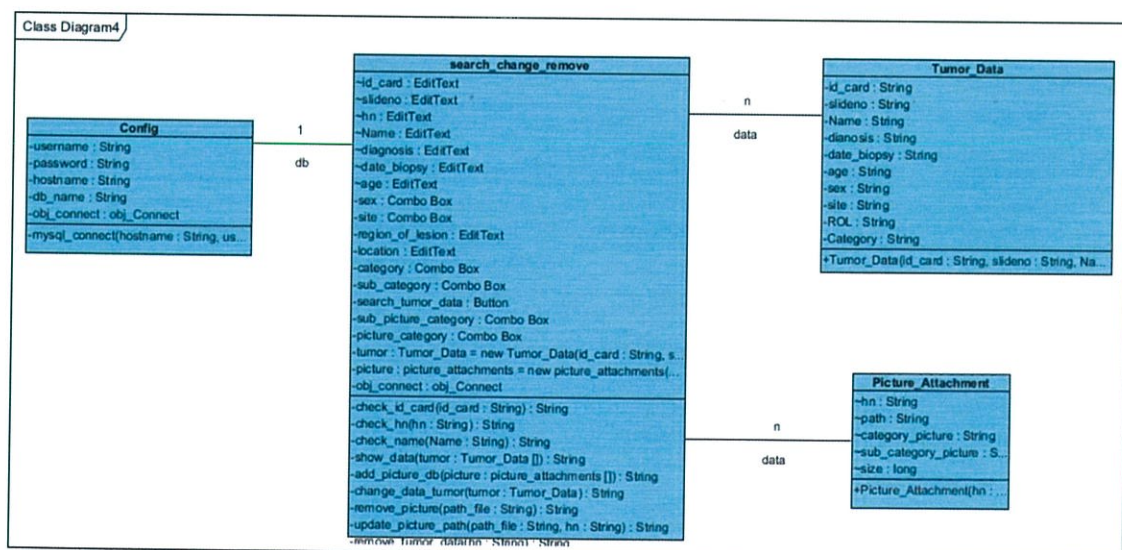 Class Diagram4
Config
-username : String
-password : String
-hostname : String
-db_name : String
-obj_connect : obj_Connect
-mysql_connect(hostname : String, us...
1
db
search_change_remove
~id_card : EditText
~slideno : EditText
~hn : EditText
~Name : EditText
~diagnosis : EditText
~date_biopsy : EditText
~age : EditText
-sex : Combo Box
-site : Combo Box
-region_of_lesion : EditText
-location : EditText
-category : Combo Box
-sub_category : Combo Box
-search_tumor_data : Button
-sub_picture_category : Combo Box
-picture_category : Combo Box
-tumor : Tumor_Data = new Tumor_Data(id_card : String, s...
-picture : picture_attachments = new picture_attachments(...
-obj_connect : obj_Connect
-check_id_card(id_card : String) : String
-check_hn(hn : String) : String
-check_name(Name : String) : String
-show_data(tumor : Tumor_Data []) : String
-add_picture_db(picture : picture_attachments []) : String
-change_data_tumor(tumor : Tumor_Data) : String
-remove_picture(path_file : String) : String
-update_picture_path(path_file : String, hn : String) : String
-remove_tumor_data(hn : String) : String
n
data
Tumor_Data
-id_card : String
-slideno : String
-Name : String
-dianosis : String
-date_biopsy : String
-age : String
-sex : String
-site : String
-ROL : String
-Category : String
+Tumor_Data(id_card : String, slideno : String, Na...
n
data
Picture_Attachment
~hn : String
~path : String
~category_picture : String
~sub_category_picture : S...
~size : long
+Picture_Attachment(hn : ...